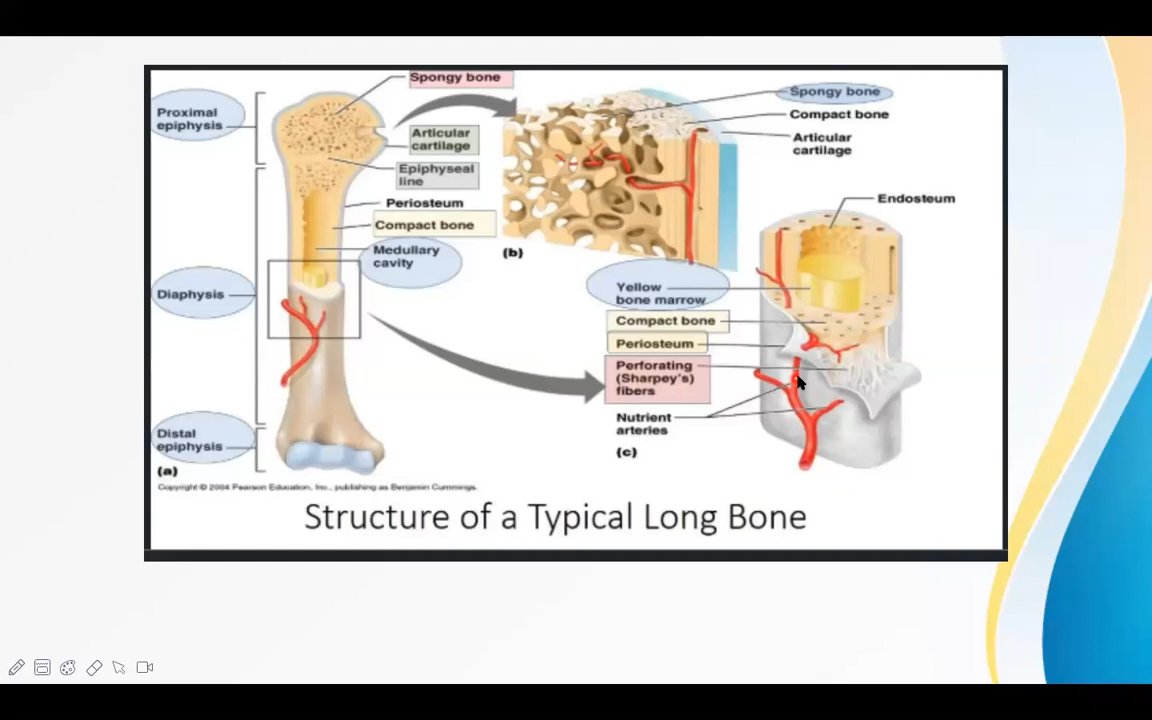 Spongy bone
Proximal
epiphysis
Articular
cartilage
Epiphyseal
line
Periosteum
Compact bone
Medullary
cavity
Diaphysis
Distal
epiphysis
(a)
Copyright © 2004 Pearson Education, Inc., publishing as Benjamin Cummings.
Spongy bone
Compact bone
Articular
cartilage
(b)
Endosteum
Yellow
bone marrow
Compact bone
Periosteum
Perforating
(Sharpey's)
fibers
Nutrient
arteries
(c)
Structure of a Typical Long Bone